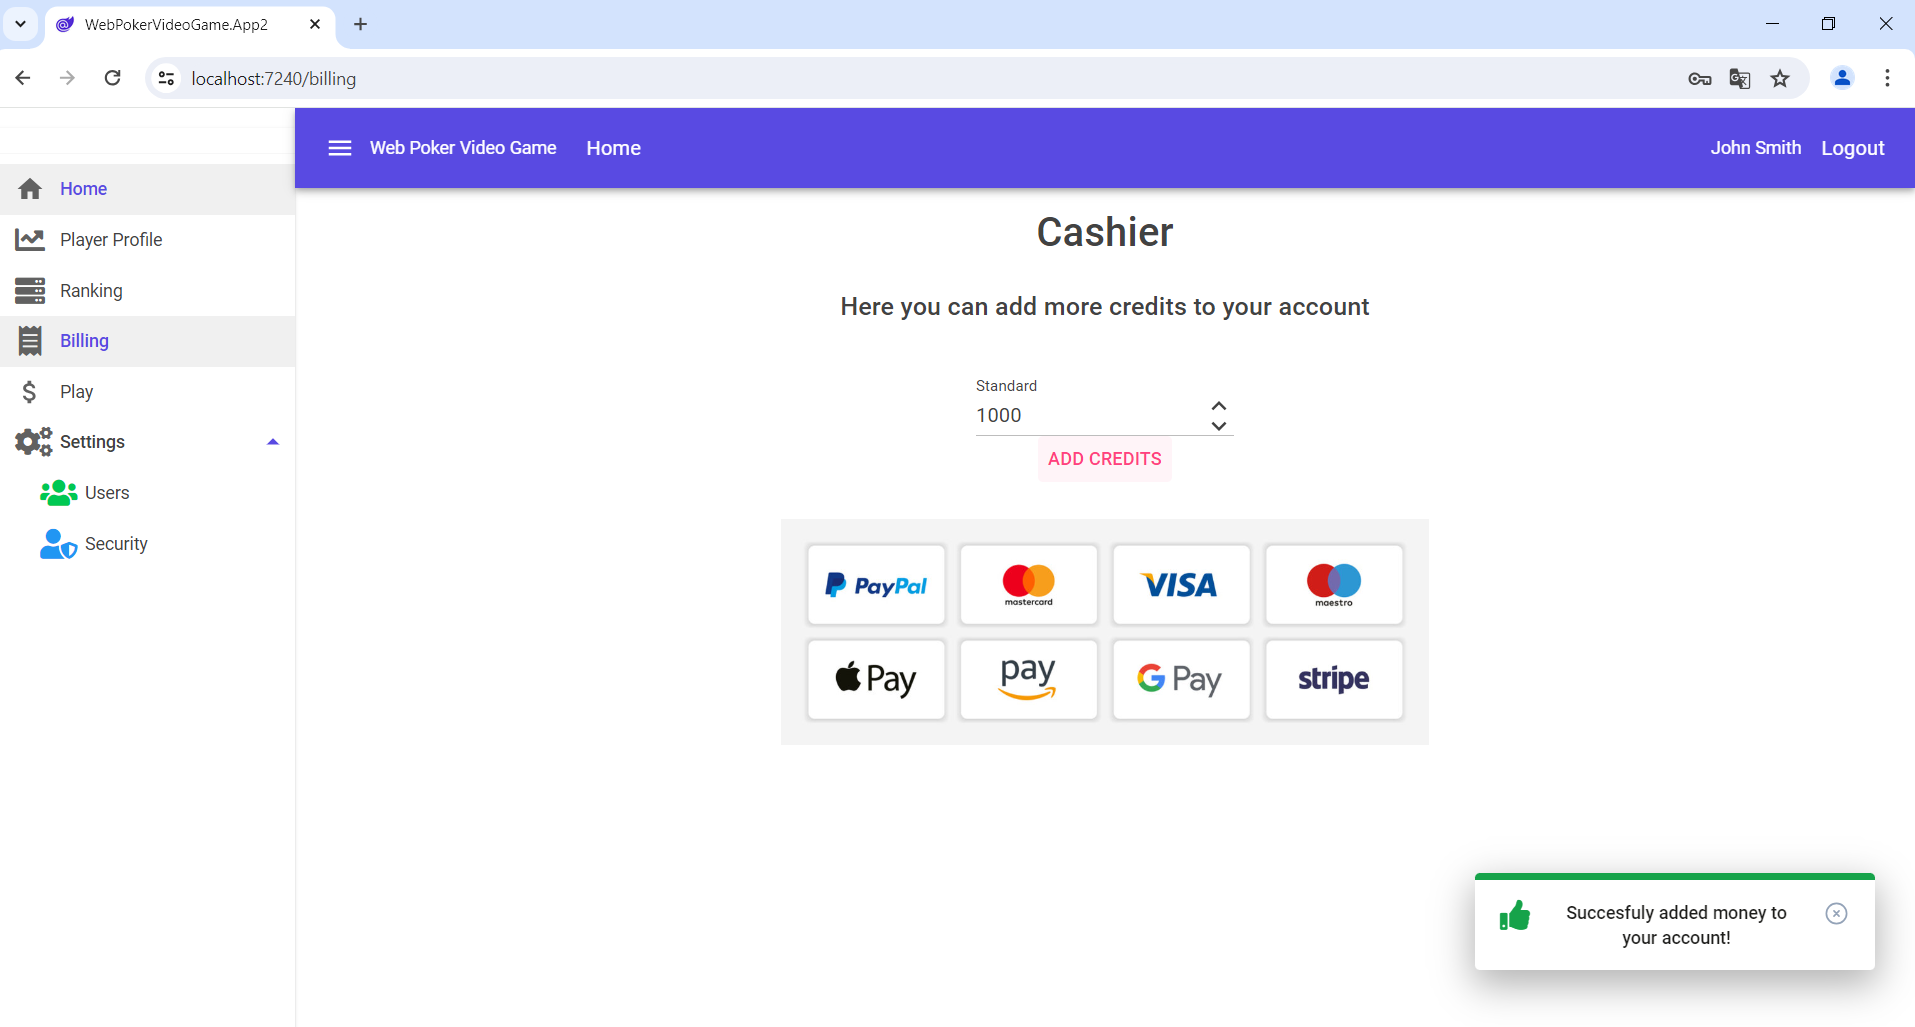 WebPokerVideoGame.App2
localhost:7240/billing
Web Poker Video Game Home John Smith Logout
Home
Player Profile
Ranking
Billing
Play
Settings
Users
Security
Cashier
Here you can add more credits to your account
Standard
1000
ADD CREDITS
PayPal mastercard VISA maestro
Pay pay G Pay stripe
Succesfuly added money to
your account!